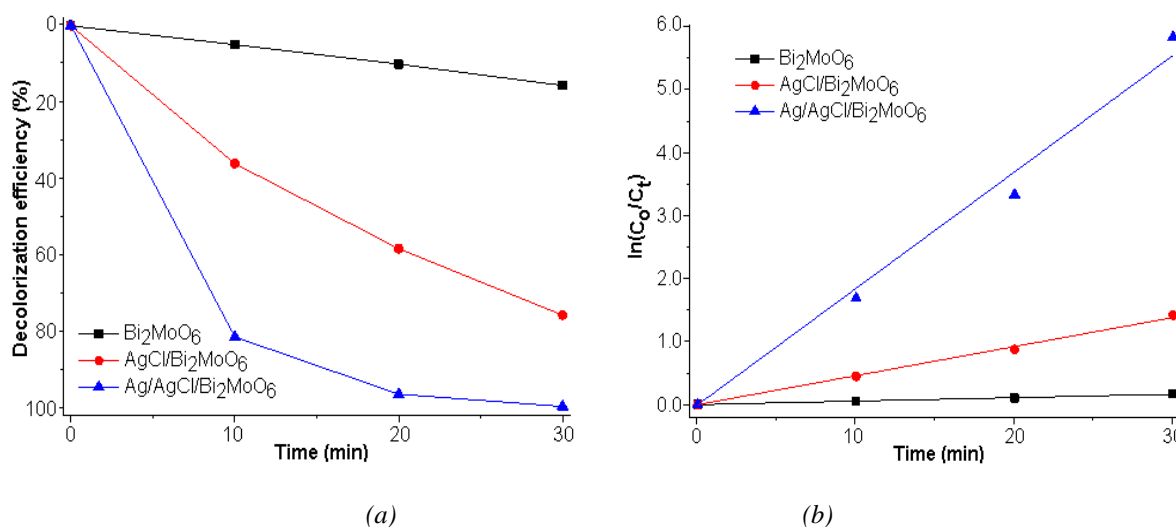 0
20
40
60
80
100
Decolorization efficiency (%)
Bi2MoO6
AgCl/Bi2MoO6
Ag/AgCl/Bi2MoO6
0 10 20 30
Time (min)
(a)
6.0
5.0
4.0
3.0
2.0
1.0
0.0
ln(Co/Ct)
Bi2MoO6
AgCl/Bi2MoO6
Ag/AgCl/Bi2MoO6
0 10 20 30
Time (min)
(b)